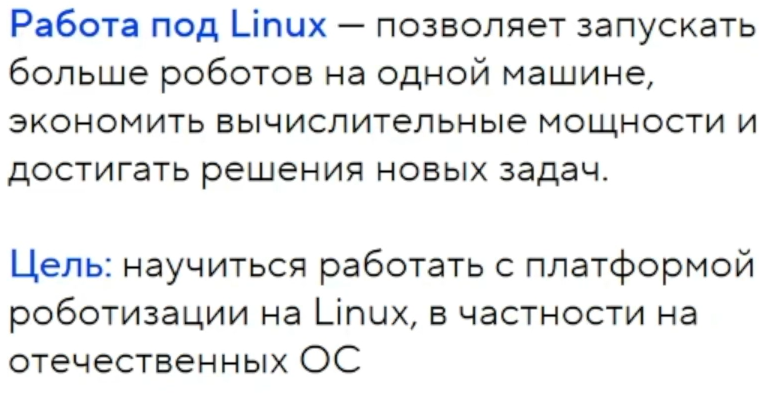 Работа под Linux — позволяет запускать
больше роботов на одной машине,
экономить вычислительные мощности и
достигать решения новых задач.
Цель: научиться работать с платформой
роботизации на Linux, в частности на
отечественных ОС